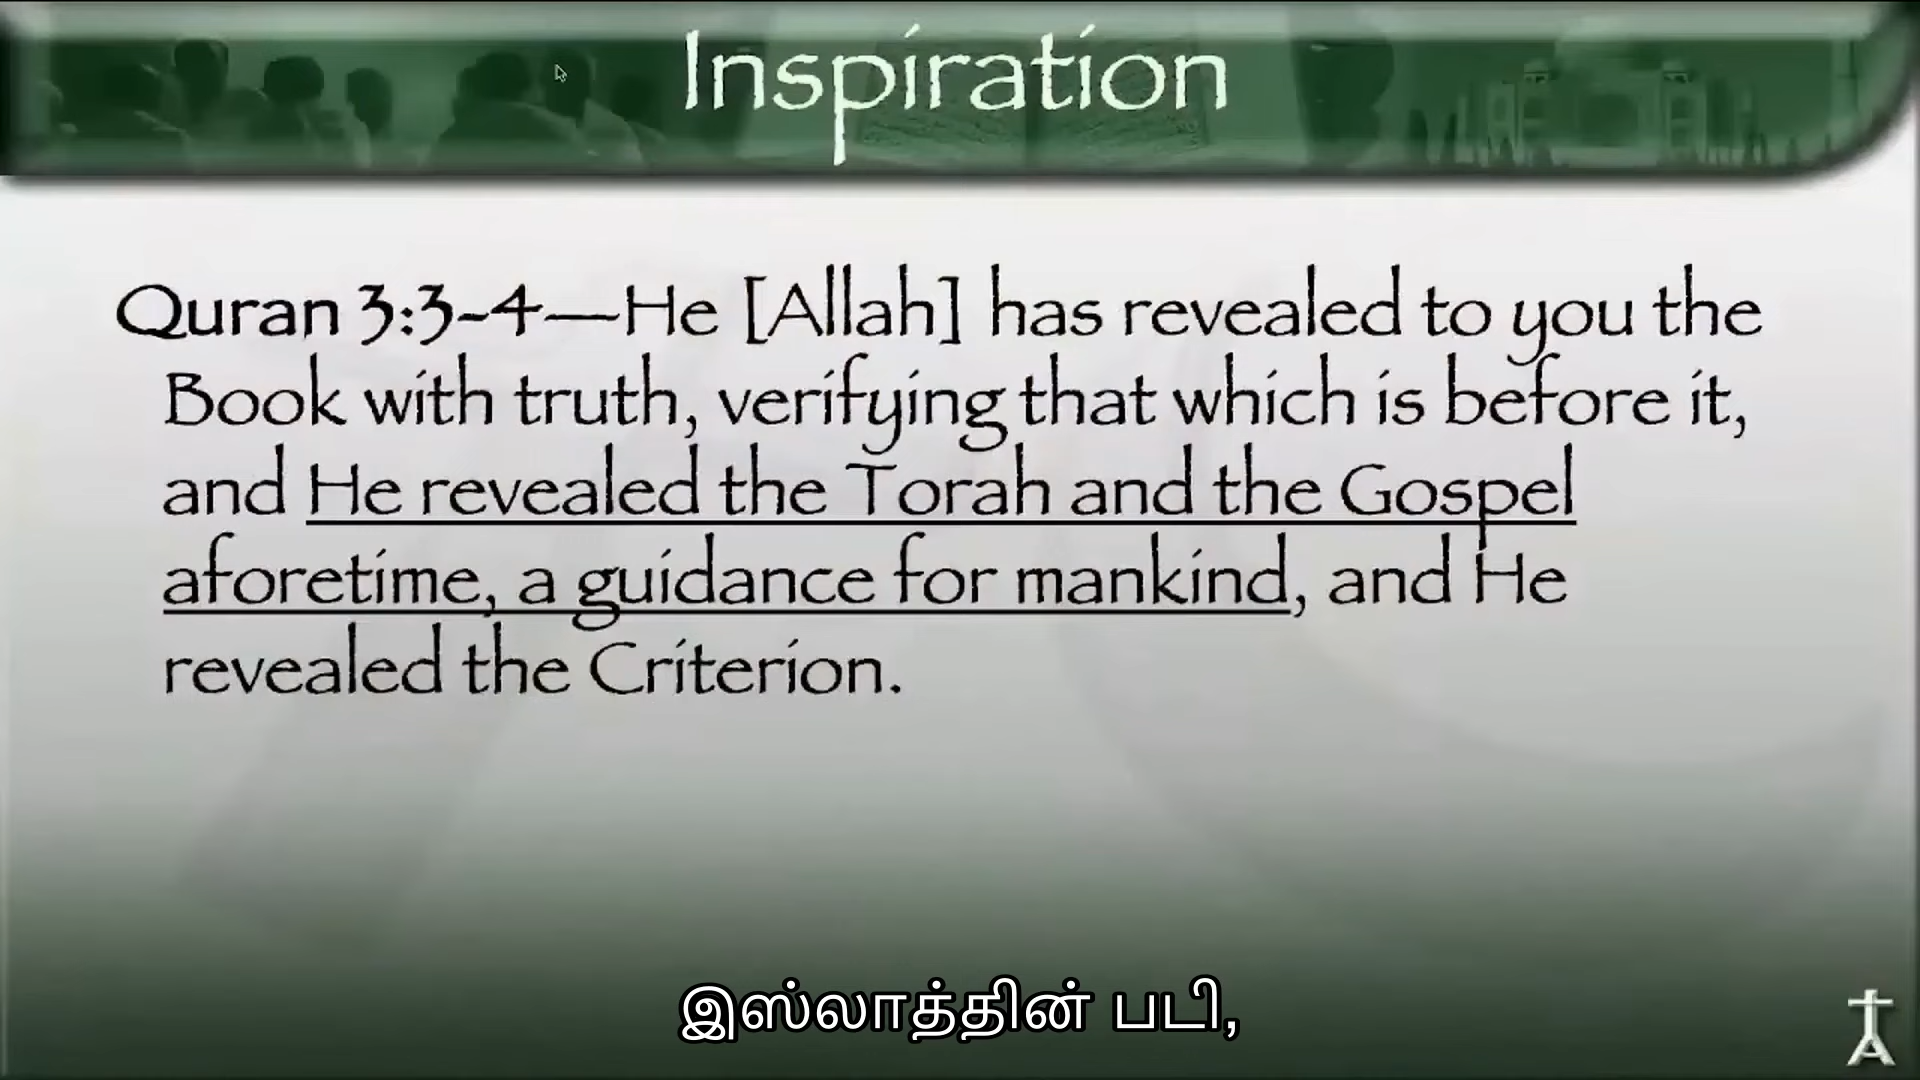 Inspiration
Quran 3:3-4—He [Allah] has revealed to you the
Book with truth, verifying that which is before it,
and He revealed the Torah and the Gospel
aforetime, a guidance for mankind, and He
revealed the Criterion.
இஸ்லாத்தின் படி,